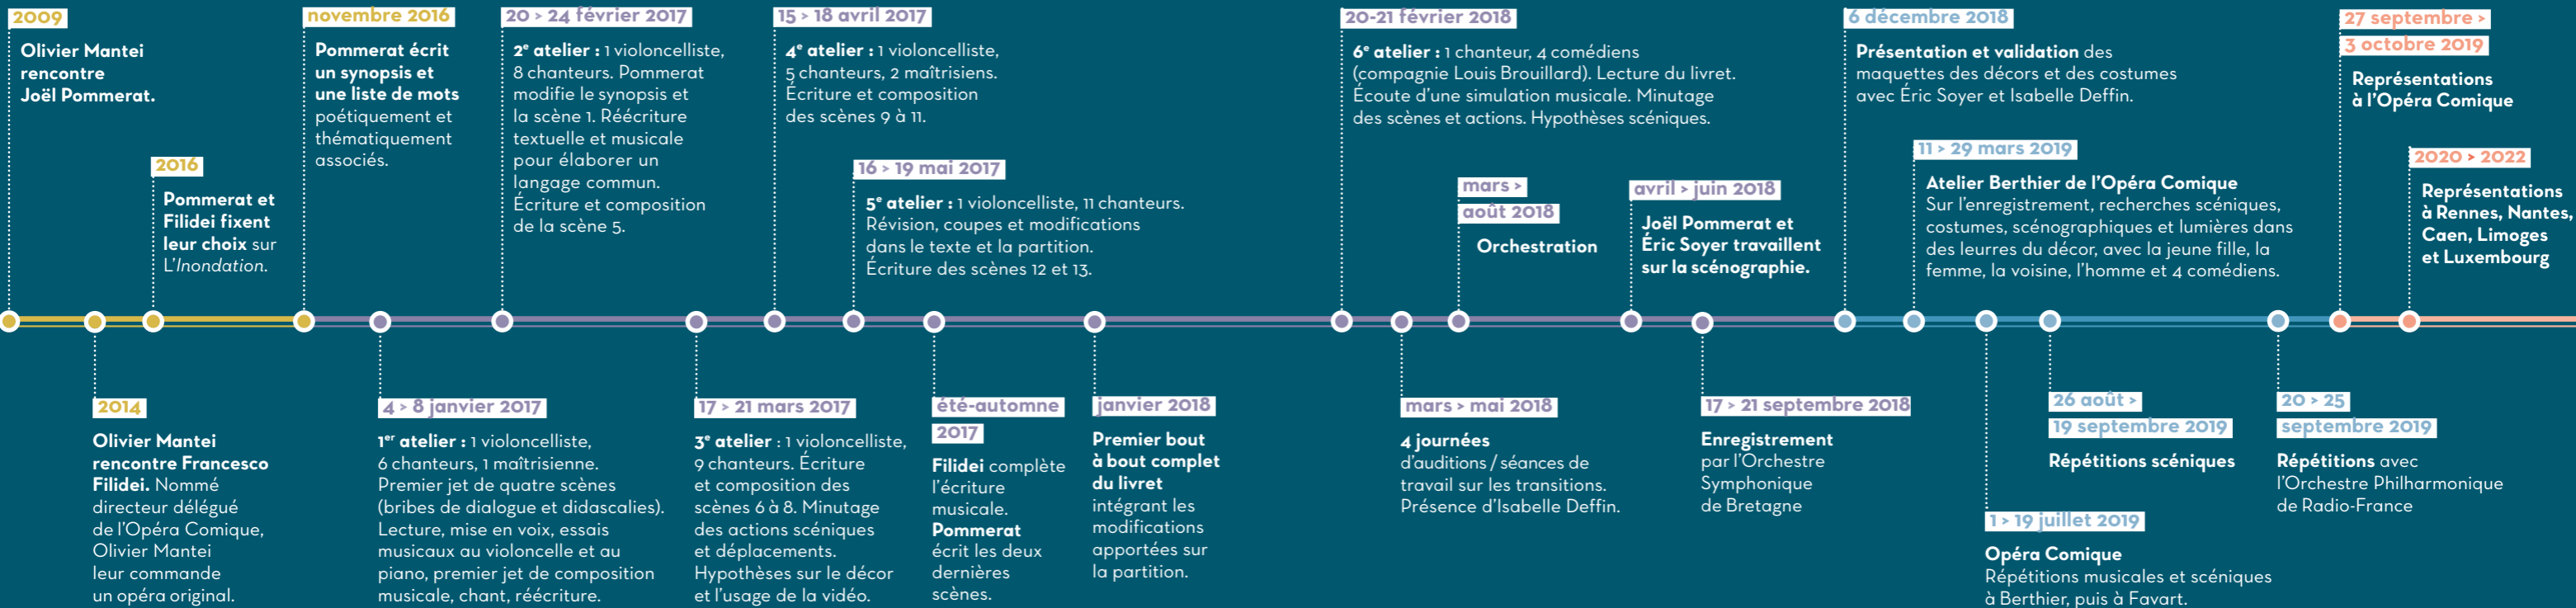 2009
Olivier Mantei
rencontre
Joël Pommerat.
2014
Olivier Mantei
rencontre Francesco
Filidei. Nommé
directeur délégué
de l'Opéra Comique,
Olivier Mantei
leur commande
un opéra original.
2016
Pommerat et
Filidei fixent
leur choix sur
L'Inondation.
novembre 2016
Pommerat écrit
un synopsis et
une liste de mots
poétiquement et
thématiquement
associés.
4 > 8 janvier 2017
1er atelier : 1 violoncelliste,
6 chanteurs, 1 maîtrisienne.
Premier jet de quatre scènes
(bribes de dialogue et didascalies).
Lecture, mise en voix, essais
musicaux au violoncelle et au
piano, premier jet de composition
musicale, chant, réécriture.
20 > 24 février 2017
2e atelier : 1 violoncelliste,
8 chanteurs. Pommerat
modifie le synopsis et
la scène 1. Réécriture
textuelle et musicale
pour élaborer un
langage commun.
Écriture et composition
de la scène 5.
17 > 21 mars 2017
3e atelier : 1 violoncelliste,
9 chanteurs. Écriture
et composition des
scènes 6 à 8. Minutage
des actions scéniques
et déplacements.
Hypothèses sur le décor
et l'usage de la vidéo.
15 > 18 avril 2017
4e atelier : 1 violoncelliste,
5 chanteurs, 2 maîtrisiens.
Écriture et composition
des scènes 9 à 11.
16 > 19 mai 2017
5e atelier : 1 violoncelliste, 11 chanteurs.
Révision, coupes et modifications
dans le texte et la partition.
Écriture des scènes 12 et 13.
été-automne
2017
Filidei complète
l'écriture
musicale.
Pommerat
écrit les deux
dernières
scènes.
janvier 2018
Premier bout
à bout complet
du livret
intégrant les
modifications
apportées sur
la partition.
20-21 février 2018
6e atelier : 1 chanteur, 4 comédiens
(compagnie Louis Brouillard). Lecture du livret.
Écoute d'une simulation musicale. Minutage
des scènes et actions. Hypothèses scéniques.
mars > mai 2018
4 journées
d'auditions / séances de
travail sur les transitions.
Présence d'Isabelle Deffin.
mars >
août 2018
Orchestration
avril > juin 2018
Joël Pommerat et
Éric Soyer travaillent
sur la scénographie.
17 > 21 septembre 2018
Enregistrement
par l'Orchestre
Symphonique
de Bretagne
6 décembre 2018
Présentation et validation des
maquettes des décors et des costumes
avec Éric Soyer et Isabelle Deffin.
11 > 29 mars 2019
Atelier Berthier de l'Opéra Comique
Sur l'enregistrement, recherches scéniques,
costumes, scénographiques et lumières dans
des leurres du décor, avec la jeune fille, la
femme, la voisine, l'homme et 4 comédiens.
1 > 19 juillet 2019
Opéra Comique
Répétitions musicales et scéniques
à Berthier, puis à Favart.
26 août >
19 septembre 2019
Répétitions scéniques
20 > 25
septembre 2019
Répétitions avec
l'Orchestre Philharmonique
de Radio-France
27 septembre >
3 octobre 2019
Représentations
à l'Opéra Comique
2020 > 2022
Représentations
à Rennes, Nantes,
Caen, Limoges
et Luxembourg